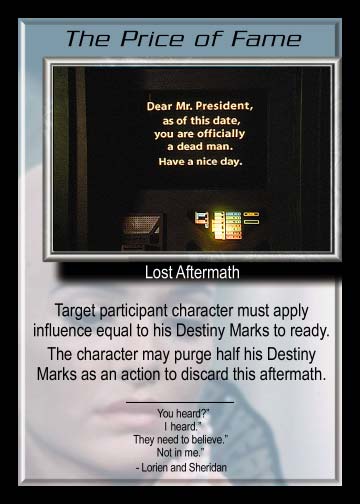 The Price of Fame
Dear Mr. President,
as of this date,
you are officially
a dead man.
Have a nice day.
Lost Aftermath
Target participant character must apply
influence equal to his Destiny Marks to ready.
The character may purge half his Destiny
Marks as an action to discard this aftermath.
You heard?"
I heard."
They need to believe."
Not in me."
- Lorien and Sheridan